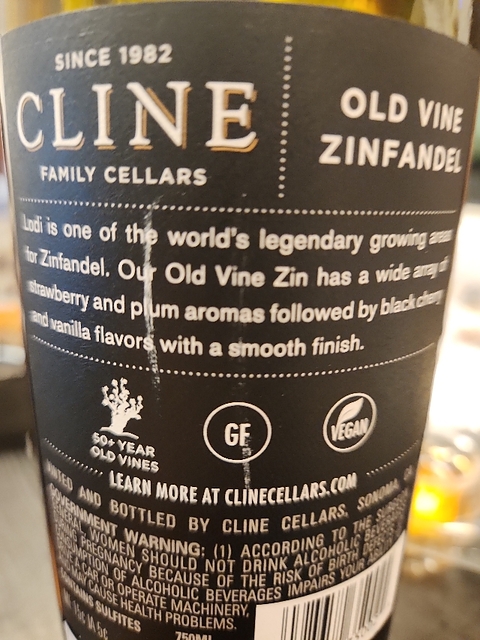 SINCE 1982
CLINE
FAMILY CELLARS
OLD VINE
ZINFANDEL
Lodi is one of the world's legendary growing areas
for Zinfandel. Our Old Vine Zin has a wide array of
strawberry and plum aromas followed by black cherry
and vanilla flavors with a smooth finish.
50+ YEAR
OLD VINES
GF
VEGAN
LEARN MORE AT CLINECELLARS.COM
AND BOTTLED BY CLINE CELLARS, SONOMA,
GOVERNMENT WARNING: (1) ACCORDING TO THE
WOMEN SHOULD NOT DRINK ALCOHOLIC
PREGNANCY BECAUSE OF THE RISK OF BIRTH
OF ALCOHOLIC BEVERAGES IMPAIRS YOUR
CAR OR OPERATE MACHINERY,
CAUSE HEALTH PROBLEMS.
SULFITES
750ML